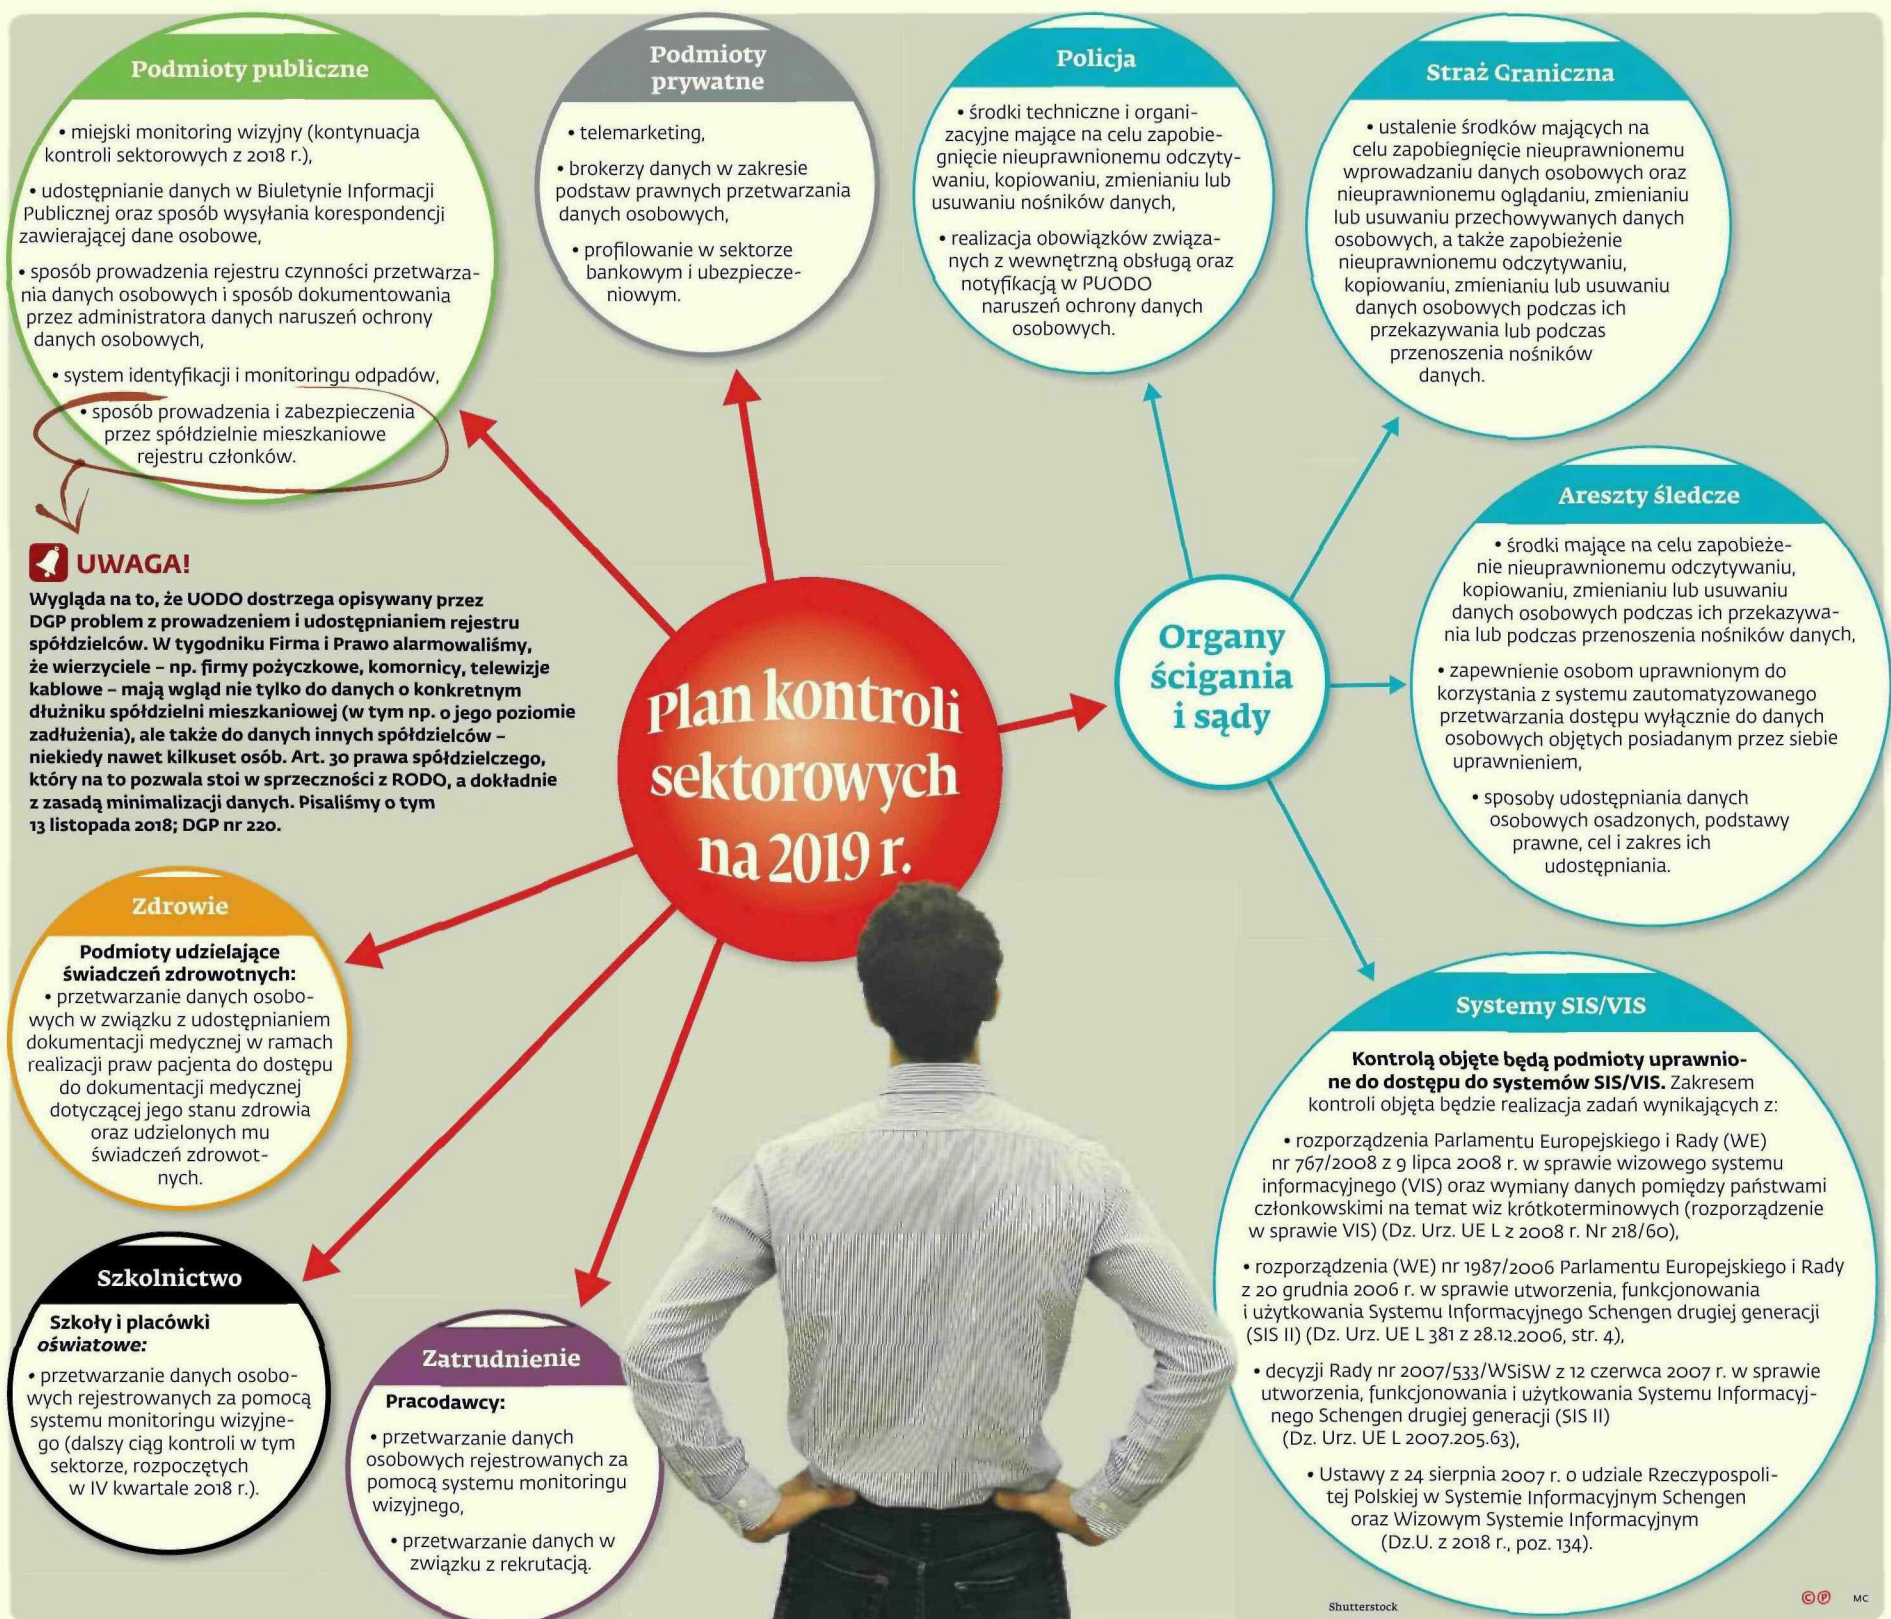 Podmioty publiczne
• miejski monitoring wizyjny (kontynuacja
kontroli sektorowych z 2018 r.),
• udostępnianie danych w Biuletynie Informacji
Publicznej oraz sposób wysyłania korespondencji
zawierającej dane osobowe,
• sposób prowadzenia rejestru czynności przetwarza-
nia danych osobowych i sposób dokumentowania
przez administratora danych naruszeń ochrony
danych osobowych,
• system identyfikacji i monitoringu odpadów,
• sposób prowadzenia i zabezpieczenia
przez spółdzielnie mieszkaniowe
rejestru członków.
UWAGA!
Wygląda na to, że UODO dostrzega opisywany przez
DGP problem z prowadzeniem i udostępnianiem rejestru
spółdzielców. W tygodniku Firma i Prawo alarmowaliśmy,
że wierzyciele – np. firmy pożyczkowe, komornicy, telewizje
kablowe – mają wgląd nie tylko do danych o konkretnym
dłużniku spółdzielni mieszkaniowej (w tym np. o jego poziomie
zadłużenia), ale także do danych innych spółdzielców –
niekiedy nawet kilkuset osób. Art. 30 prawa spółdzielczego,
który na to pozwala stoi w sprzeczności z RODO, a dokładnie
z zasadą minimalizacji danych. Pisaliśmy o tym
13 listopada 2018; DGP nr 220.
Podmioty
prywatne
• telemarketing,
• brokerzy danych w zakresie
podstaw prawnych przetwarzania
danych osobowych,
• profilowanie w sektorze
bankowym i ubezpiecze-
niowym.
Policja
• środki techniczne i organi-
zacyjne mające na celu zapobie-
gnięcie nieuprawnionemu odczyty-
waniu, kopiowaniu, zmienianiu lub
usuwaniu nośników danych,
• realizacja obowiązków związa-
nych z wewnętrzną obsługą oraz
notyfikacją w PUODO
naruszeń ochrony danych
osobowych.
Straż Graniczna
• ustalenie środków mających na
celu zapobiegnięcie nieuprawnionemu
wprowadzaniu danych osobowych oraz
nieuprawnionemu oglądaniu, zmienianiu
lub usuwaniu przechowywanych danych
osobowych, a także zapobieżenie
nieuprawnionemu odczytywaniu,
kopiowaniu, zmienianiu lub usuwaniu
danych osobowych podczas ich
przekazywania lub podczas
przenoszenia nośników
danych.
Areszty śledcze
• środki mające na celu zapobieże-
nie nieuprawnionemu odczytywaniu,
kopiowaniu, zmienianiu lub usuwaniu
danych osobowych podczas ich przekazywa-
nia lub podczas przenoszenia nośników danych,
• zapewnienie osobom uprawnionym do
korzystania z systemu zautomatyzowanego
przetwarzania dostępu wyłącznie do danych
osobowych objętych posiadanym przez siebie
uprawnieniem,
• sposoby udostępniania danych
osobowych osadzonych, podstawy
prawne, cel i zakres ich
udostępniania.
Organy
ścigania
i sądy
Plan kontroli
sektorowych
na 2019 r.
Zdrowie
Podmioty udzielające
świadczeń zdrowotnych:
• przetwarzanie danych osobo-
wych w związku z udostępnianiem
dokumentacji medycznej w ramach
realizacji praw pacjenta do dostępu
do dokumentacji medycznej
dotyczącej jego stanu zdrowia
oraz udzielonych mu
świadczeń zdrowot-
nych.
Szkolnictwo
Szkoły i placówki
oświatowe:
• przetwarzanie danych osobo-
wych rejestrowanych za pomocą
systemu monitoringu wizyjne-
go (dalszy ciąg kontroli w tym
sektorze, rozpoczętych
w IV kwartale 2018 r.).
Zatrudnienie
Pracodawcy:
• przetwarzanie danych
osobowych rejestrowanych za
pomocą systemu monitoringu
wizyjnego,
• przetwarzanie danych w
związku z rekrutacją.
Systemy SIS/VIS
Kontrolą objęte będą podmioty uprawnio-
ne do dostępu do systemów SIS/VIS. Zakresem
kontroli objęta będzie realizacja zadań wynikających z:
• rozporządzenia Parlamentu Europejskiego i Rady (WE)
nr 767/2008 z 9 lipca 2008 r. w sprawie wizowego systemu
informacyjnego (VIS) oraz wymiany danych pomiędzy państwami
członkowskimi na temat wiz krótkoterminowych (rozporządzenie
w sprawie VIS) (Dz. Urz. UE L z 2008 r. Nr 218/60),
• rozporządzenia (WE) nr 1987/2006 Parlamentu Europejskiego i Rady
z 20 grudnia 2006 r. w sprawie utworzenia, funkcjonowania
i użytkowania Systemu Informacyjnego Schengen drugiej generacji
(SIS II) (Dz. Urz. UE L 381 z 28.12.2006, str. 4),
• decyzji Rady nr 2007/533/WSiSW z 12 czerwca 2007 r. w sprawie
utworzenia, funkcjonowania i użytkowania Systemu Informacyj-
nego Schengen drugiej generacji (SIS II)
(Dz. Urz. UE L 2007.205.63),
• Ustawy z 24 sierpnia 2007 r. o udziale Rzeczypospoli-
tej Polskiej w Systemie Informacyjnym Schengen
oraz Wizowym Systemie Informacyjnym
(Dz.U. z 2018 r., poz. 134).
Shutterstock
©℗ MC